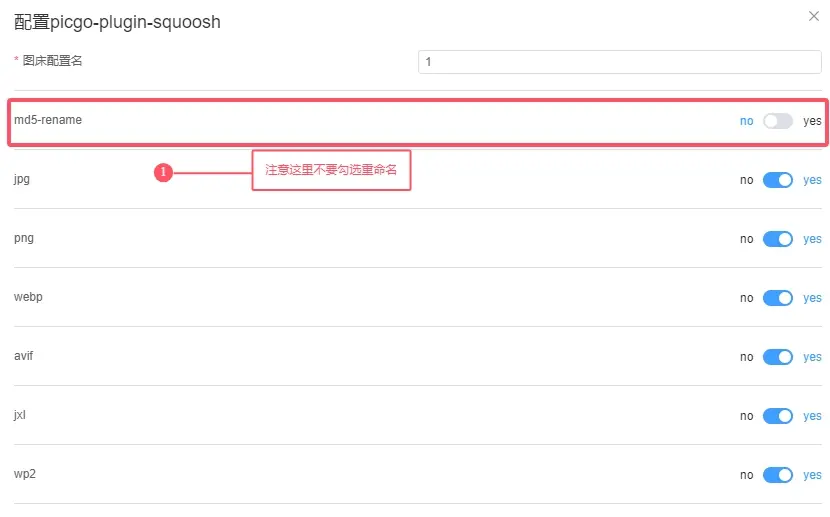 配置picgo-plugin-squoosh
* 图床配置名
1
md5-rename no yes
1 注意这里不要勾选重命名
jpg no yes
png no yes
webp no yes
avif no yes
jxl no yes
wp2 no yes